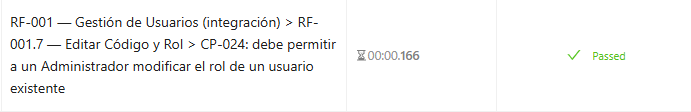 RF-001 — Gestión de Usuarios (integración) > RF-
001.7 — Editar Código y Rol > CP-024: debe permitir
a un Administrador modificar el rol de un usuario
existente
00:00.166
Passed